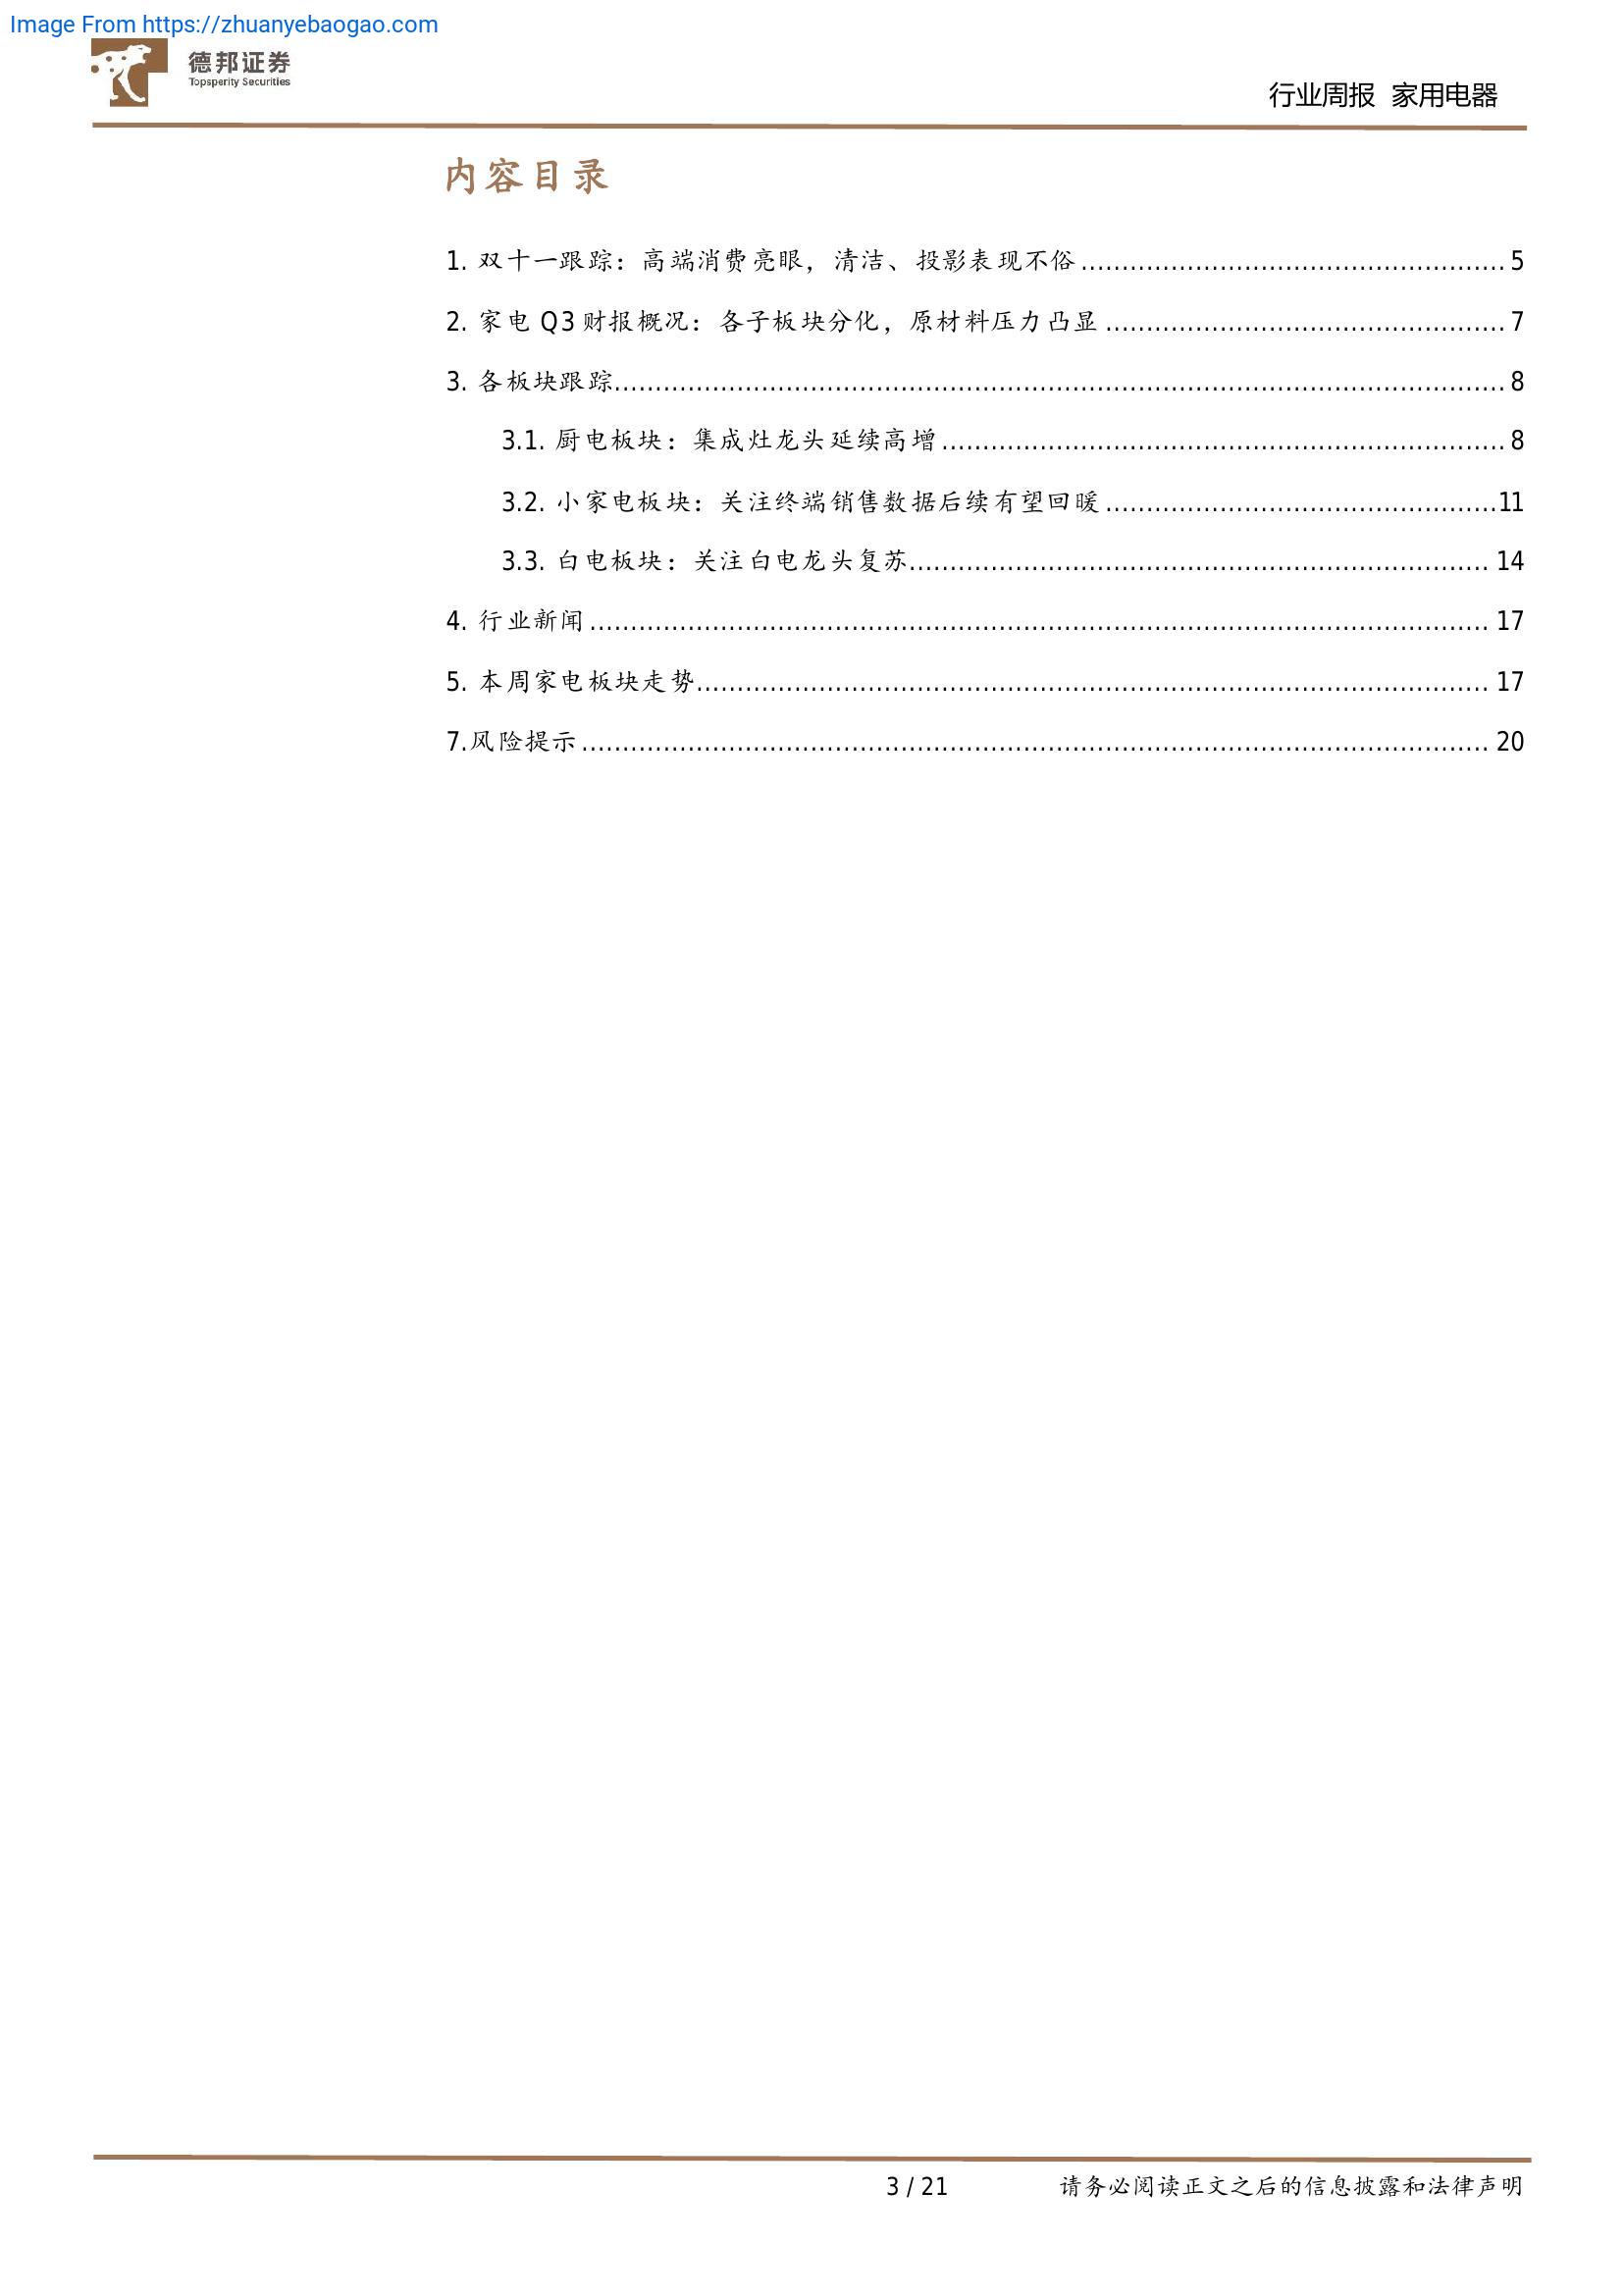 Image From https://zhuanyebaogao.com
德邦证券
Topsperity Securities
行业周报 家用电器
内容目录
1. 双十一跟踪：高端消费亮眼，清洁、投影表现不俗 5
2. 家电 Q3 财报概况：各子板块分化，原材料压力凸显 7
3. 各板块跟踪 8
3.1. 厨电板块：集成灶龙头延续高增 8
3.2. 小家电板块：关注终端销售数据后续有望回暖 11
3.3. 白电板块：关注白电龙头复苏 14
4. 行业新闻 17
5. 本周家电板块走势 17
7.风险提示 20
3 / 21 请务必阅读正文之后的信息披露和法律声明